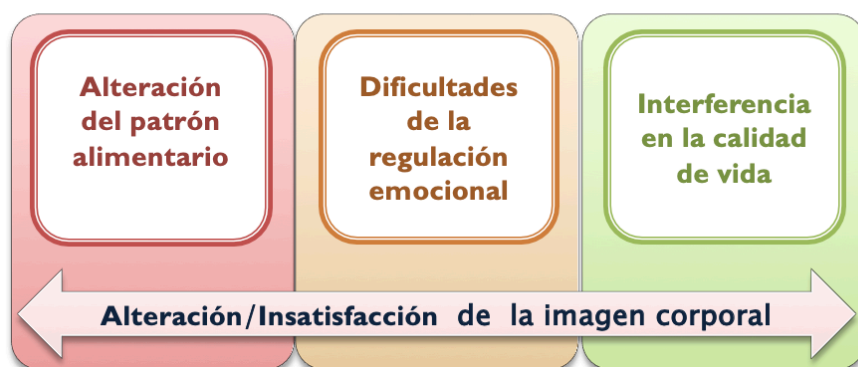 Alteración
del patrón
alimentario
Dificultades
de la
regulación
emocional
Interferencia
en la calidad
de vida
Alteración/Insatisfacción de la imagen corporal